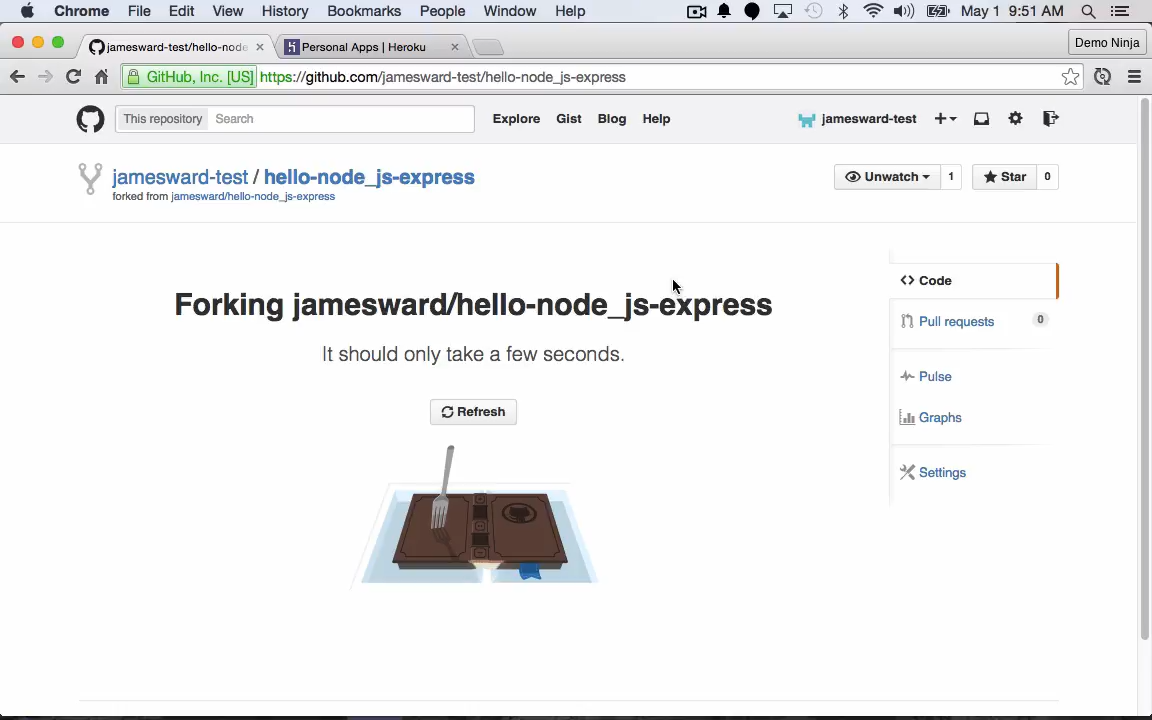 Chrome File Edit View History Bookmarks People Window Help May 1 9:51 AM
jamesward-test/hello-node Personal Apps | Heroku Demo Ninja
GitHub, Inc. [US] https://github.com/jamesward-test/hello-node_js-express
This repository Search Explore Gist Blog Help jamesward-test
jamesward-test / hello-node_js-express Unwatch 1 Star 0
forked from jamesward/hello-node_js-express
Code
Forking jamesward/hello-node_js-express
Pull requests 0
It should only take a few seconds.
Pulse
Refresh
Graphs
Settings